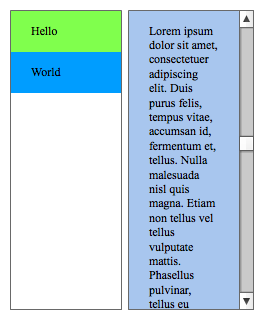 Hello
World
Lorem ipsum
dolor sit amet,
consectetuer
adipiscing
elit. Duis
purus felis,
tempus vitae,
accumsan id,
fermentum et,
tellus. Nulla
malesuada
nisl quis
magna. Etiam
non tellus vel
tellus
vulputate
mattis.
Phasellus
pulvinar,
tellus eu